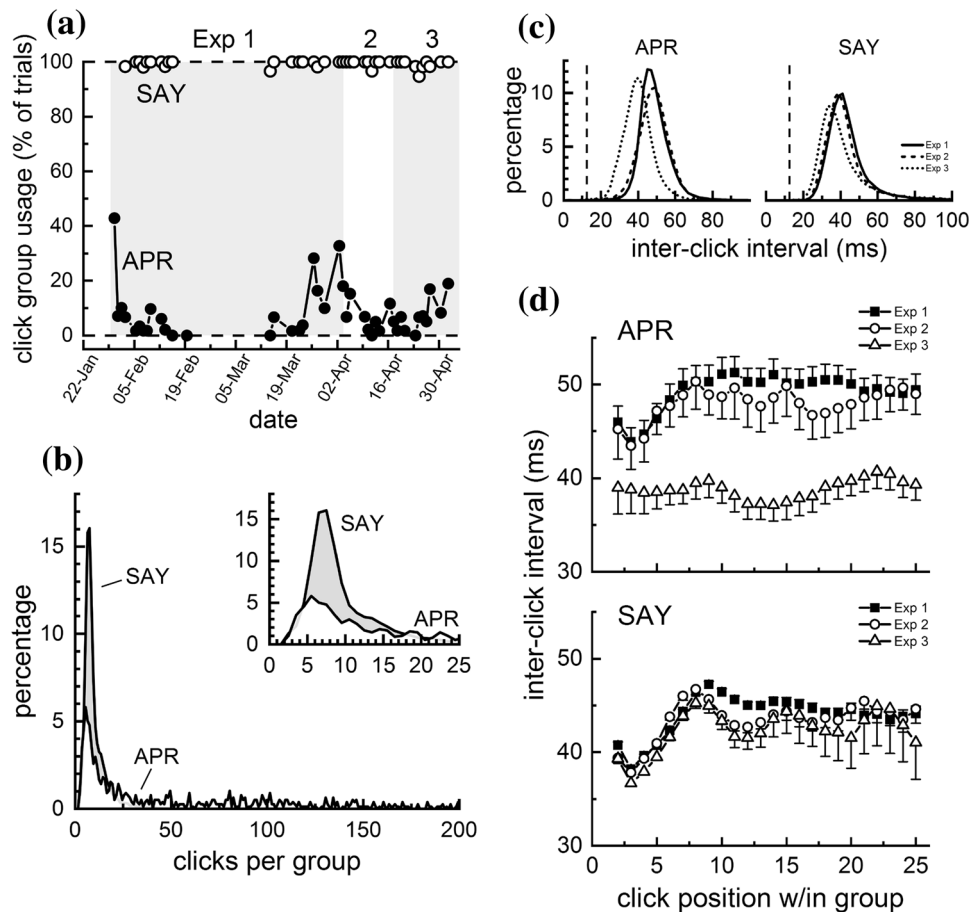 (a)
Exp 1
2
3
100
80
60
40
20
0
SAY
APR
click group usage (% of trials)
22-Jan
05-Feb
19-Feb
05-Mar
19-Mar
02-Apr
16-Apr
30-Apr
date
(b)
15
10
5
0
percentage
SAY
APR
0
50
100
150
200
clicks per group
15
10
5
0
SAY
APR
0
5
10
15
20
25
(c)
APR
SAY
10
5
0
percentage
Exp 1
Exp 2
Exp 3
0
20
40
60
80
0
20
40
60
80
100
inter-click interval (ms)
(d)
APR
Exp 1
Exp 2
Exp 3
50
40
30
SAY
Exp 1
Exp 2
Exp 3
50
40
30
inter-click interval (ms)
0
5
10
15
20
25
click position w/in group